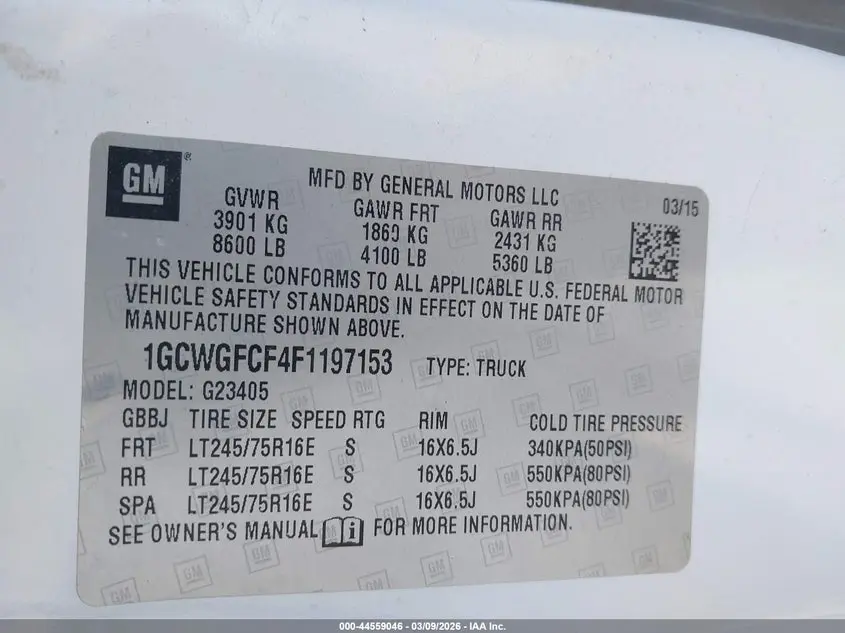 GM®
MFD BY GENERAL MOTORS LLC
03/15
GVWR GAWR FRT GAWR RR
3901 KG 1860 KG 2431 KG
8600 LB 4100 LB 5360 LB
THIS VEHICLE CONFORMS TO ALL APPLICABLE U.S. FEDERAL MOTOR
VEHICLE SAFETY STANDARDS IN EFFECT ON THE DATE OF
MANUFACTURE SHOWN ABOVE.
1GCWGFCF4F1197153 TYPE: TRUCK
MODEL: G23405
GBBJ TIRE SIZE SPEED RTG RIM COLD TIRE PRESSURE
FRT LT245/75R16E S 16X6.5J 340KPA(50PSI)
RR LT245/75R16E S 16X6.5J 550KPA(80PSI)
SPA LT245/75R16E S 16X6.5J 550KPA(80PSI)
SEE OWNER'S MANUAL i FOR MORE INFORMATION.
000-44559046 | 03/09/2026 | IAA Inc.